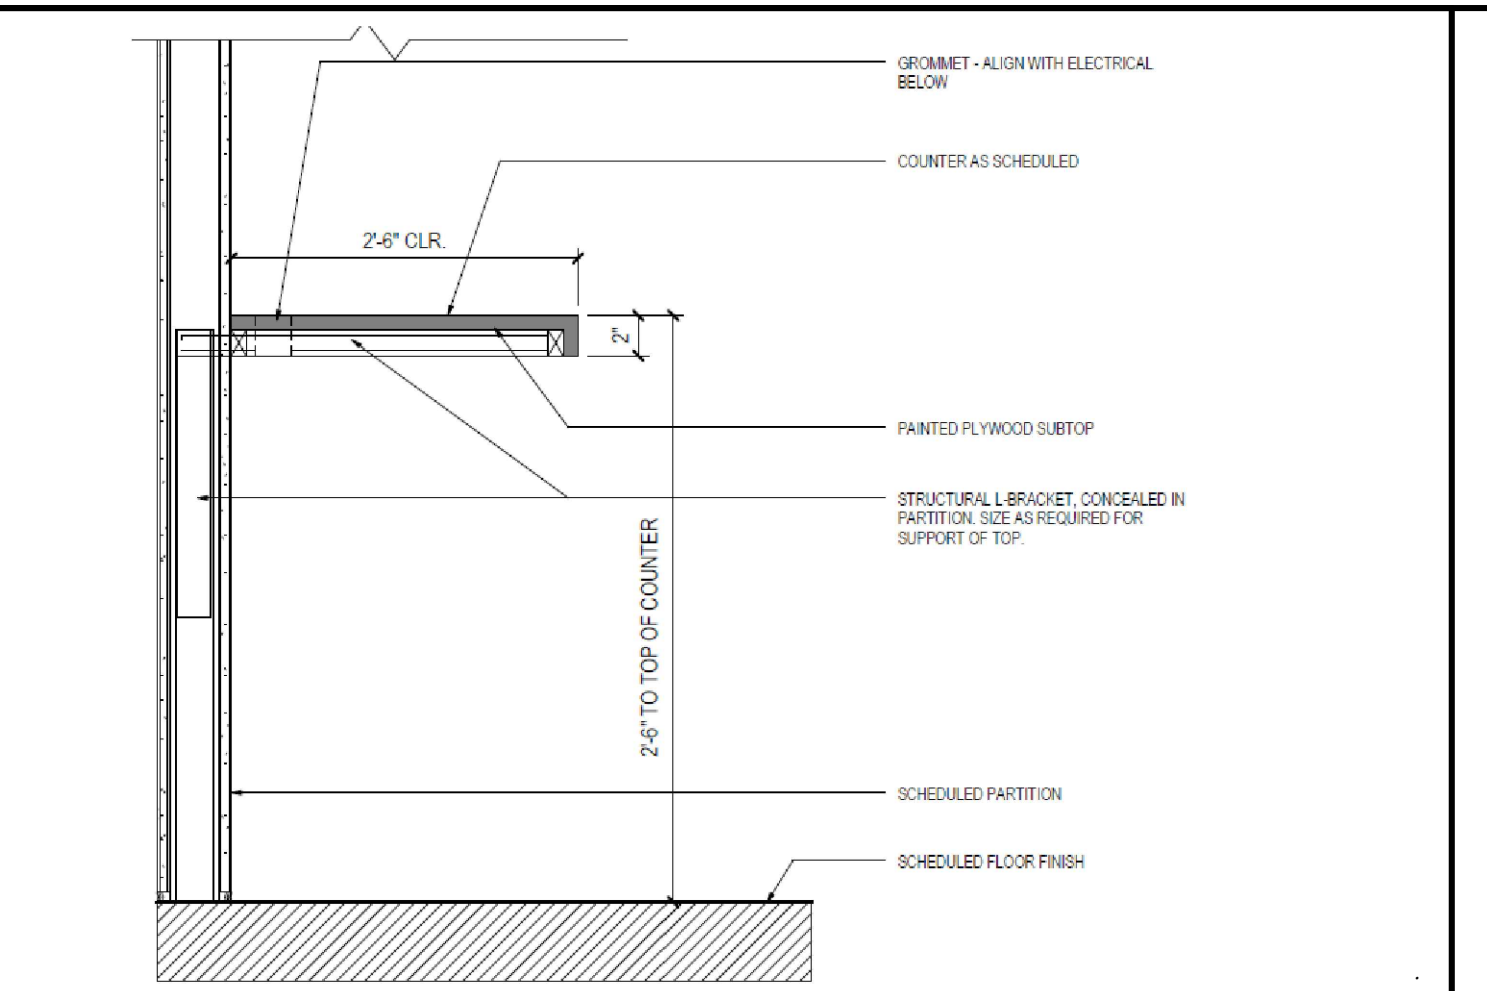 GROMMET - ALIGN WITH ELECTRICAL
BELOW
COUNTER AS SCHEDULED
2'-6" CLR.
2"
PAINTED PLYWOOD SUBTOP
STRUCTURAL L-BRACKET, CONCEALED IN
PARTITION. SIZE AS REQUIRED FOR
SUPPORT OF TOP.
2'-6" TO TOP OF COUNTER
SCHEDULED PARTITION
SCHEDULED FLOOR FINISH